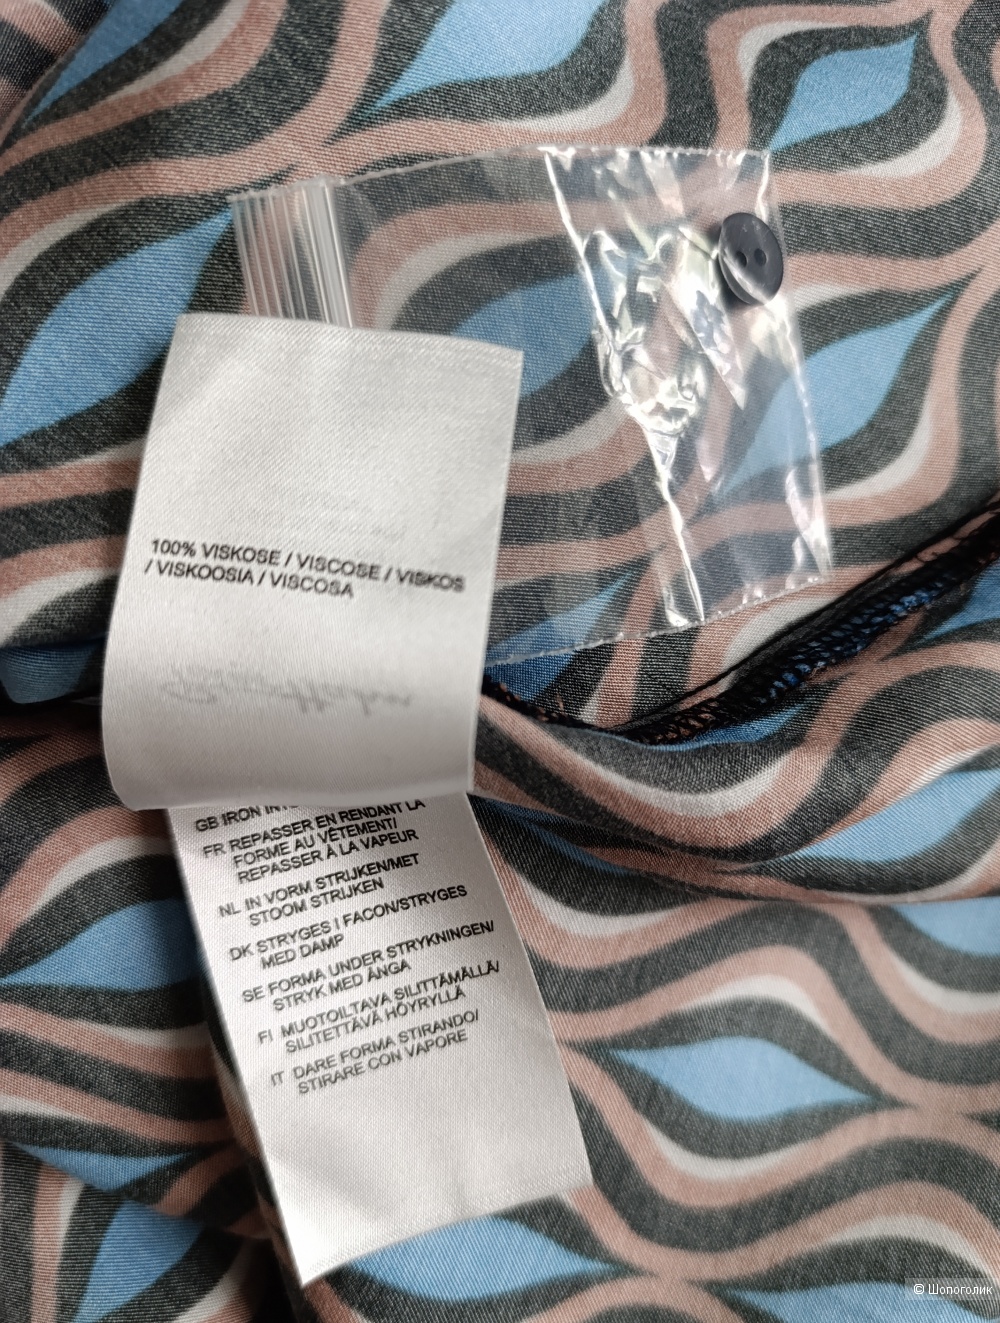 100% VISKOSE / VISCOSE / VISKOS
/ VISKOOSIA / VISCOSA
GB IRON
FR REPASSER EN RENDANT LA
FORME AU VÊTEMENT/
REPASSER À LA VAPEUR
NL IN VORM STRIJKEN/MET
STOOM STRIJKEN
DK STRYGES I FACON/STRYGES
MED DAMP
SE FORMA UNDER STRYKNINGEN/
STRYK MED ÅNGA
FI MUOTOILTAVA SILITTÄMÄLLÄ/
SILITETTÄVÄ HÖYRYLLÄ
IT DARE FORMA STIRANDO/
STIRARE CON VAPORE
© Шопоголик